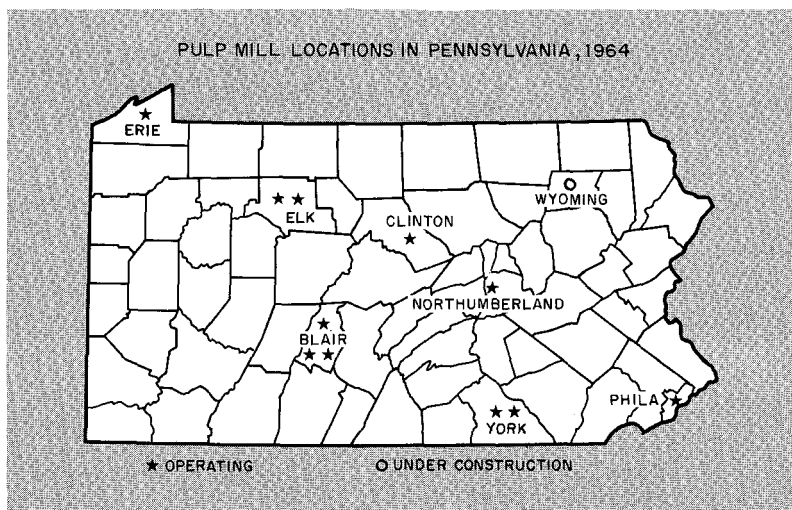 PULP MILL LOCATIONS IN PENNSYLVANIA, 1964
ERIE
ELK
WYOMING
CLINTON
NORTHUMBERLAND
BLAIR
PHILA
YORK
★ OPERATING
O UNDER CONSTRUCTION